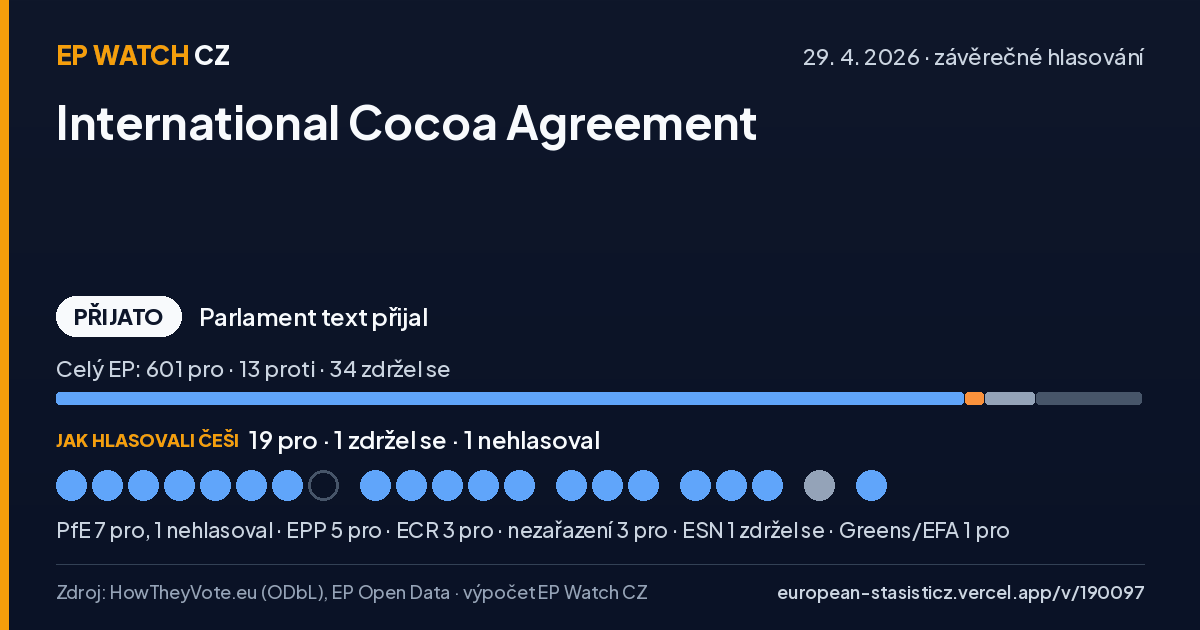 EP WATCH CZ
29. 4. 2026 · závěrečné hlasování
International Cocoa Agreement
PŘIJATO Parlament text přijal
Celý EP: 601 pro · 13 proti · 34 zdržel se
JAK HLASOVALI ČEŠI 19 pro · 1 zdržel se · 1 nehlasoval
PfE 7 pro, 1 nehlasoval · EPP 5 pro · ECR 3 pro · nezařazení 3 pro · ESN 1 zdržel se · Greens/EFA 1 pro
Zdroj: HowTheyVote.eu (ODbL), EP Open Data · výpočet EP Watch CZ
european-stasisticz.vercel.app/v/190097